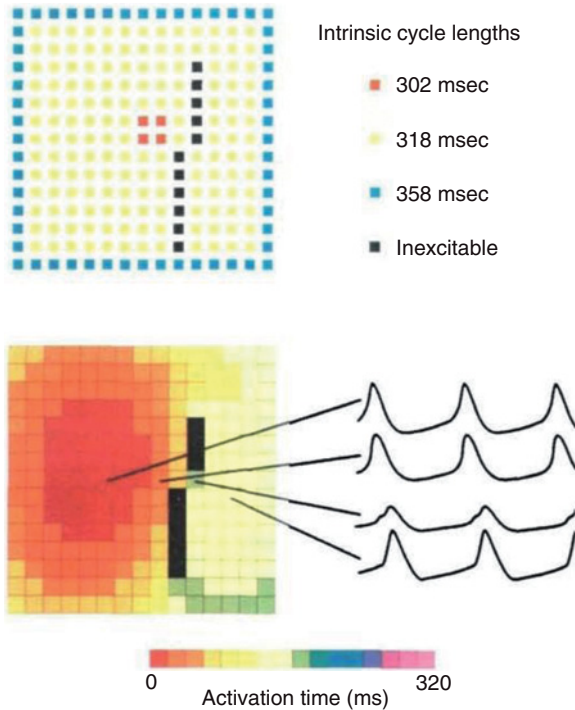 Intrinsic cycle lengths
302 msec
318 msec
358 msec
Inexcitable
0 320
Activation time (ms)